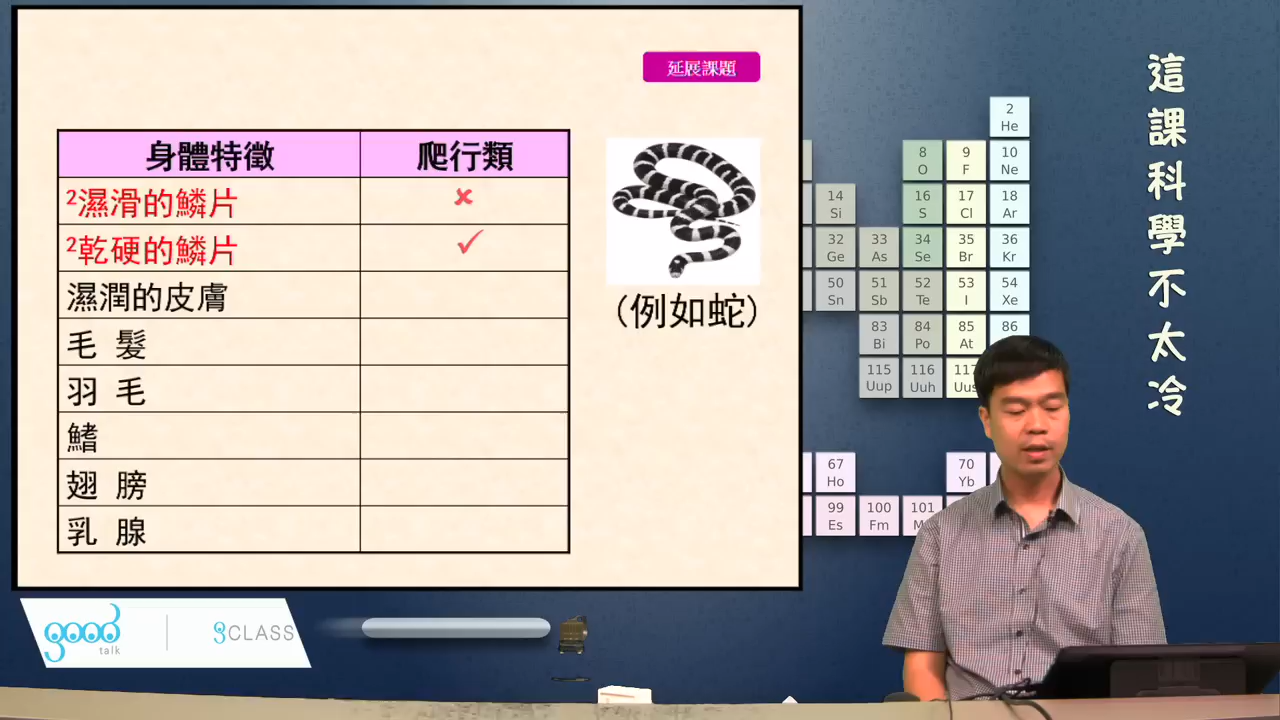 延展課題
身體特徵 爬行類
²濕滑的鱗片 ✘
²乾硬的鱗片 ✓
濕潤的皮膚
毛 髮
羽 毛
鰭
翅 膀
乳 腺
(例如蛇)
這課科學不太冷
2
He
8 9 10
O F Ne
14 16 17 18
Si S Cl Ar
32 33 34 35 36
Ge As Se Br Kr
50 51 52 53 54
Sn Sb Te I Xe
83 84 85 86
Bi Po At
115 116 117
Uup Uuh Uus
67 70
Ho Yb
99 100 101
Es Fm
good talk
CLASS